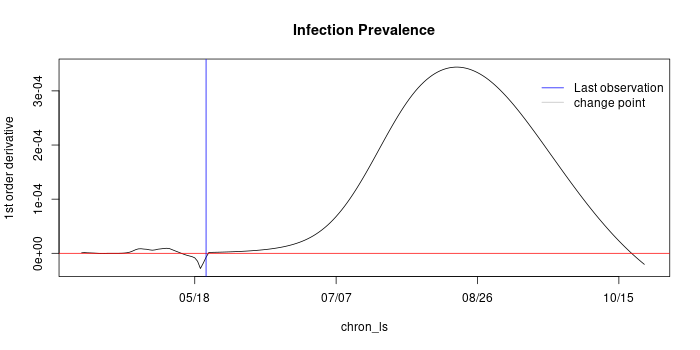 Infection Prevalence
1st order derivative
3e-04
2e-04
1e-04
0e+00
Last observation
change point
05/18
07/07
08/26
10/15
chron_ls